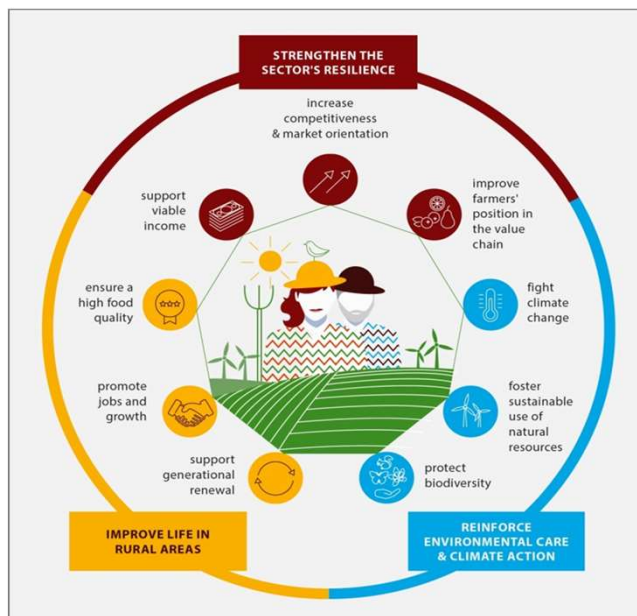 STRENGTHEN THE
SECTOR'S RESILIENCE
increase
competitiveness
& market orientation
support
viable
income
improve
farmers'
position in
the value
chain
ensure a
high food
quality
fight
climate
change
promote
jobs and
growth
foster
sustainable
use of
natural
resources
support
generational
renewal
protect
biodiversity
IMPROVE LIFE IN
RURAL AREAS
REINFORCE
ENVIRONMENTAL CARE
& CLIMATE ACTION